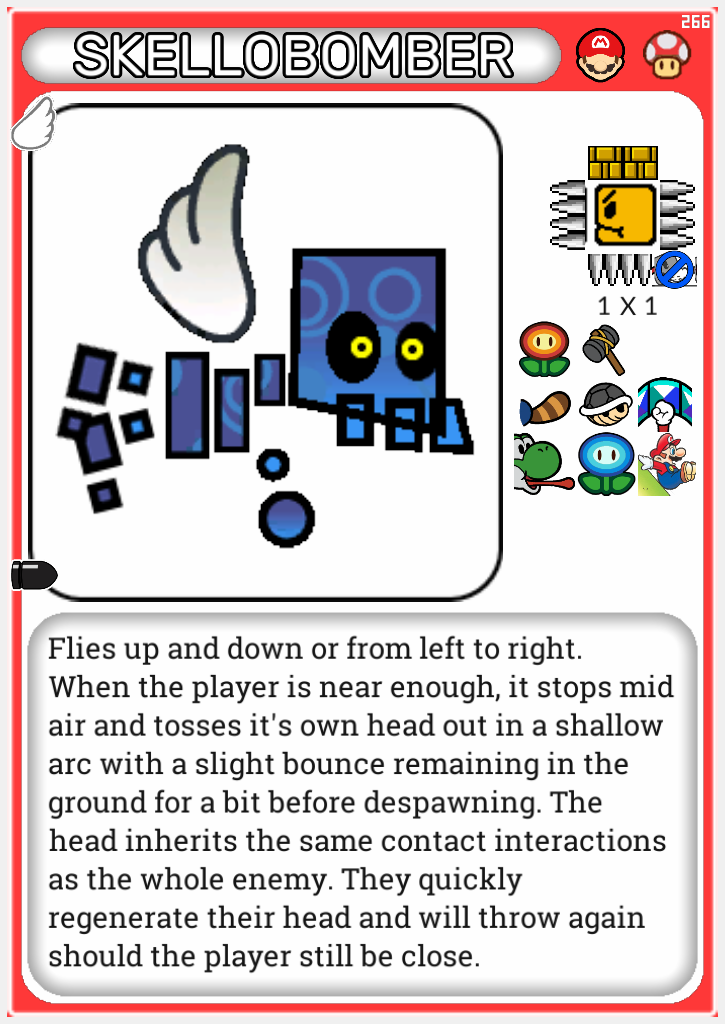 266
SKELLOBOMBER
1 X 1
Flies up and down or from left to right.
When the player is near enough, it stops mid
air and tosses it's own head out in a shallow
arc with a slight bounce remaining in the
ground for a bit before despawning. The
head inherits the same contact interactions
as the whole enemy. They quickly
regenerate their head and will throw again
should the player still be close.